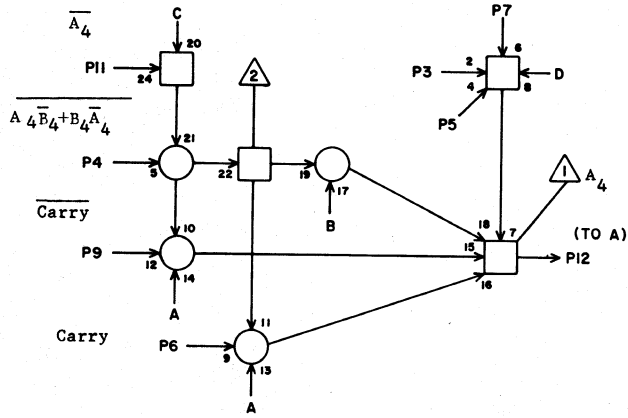 A̅₄̅
C
20
P11
24
2
P7
6
P3
2
D
8
4
P5
A̅₄̅B̅₄̅+B₄A̅₄̅
21
P4
5
22
19
17
B
1
A₄
C̅a̅r̅r̅y̅
10
P9
12
14
A
18
7
15
16
(TO A)
P12
Carry
11
P6
9
13
A